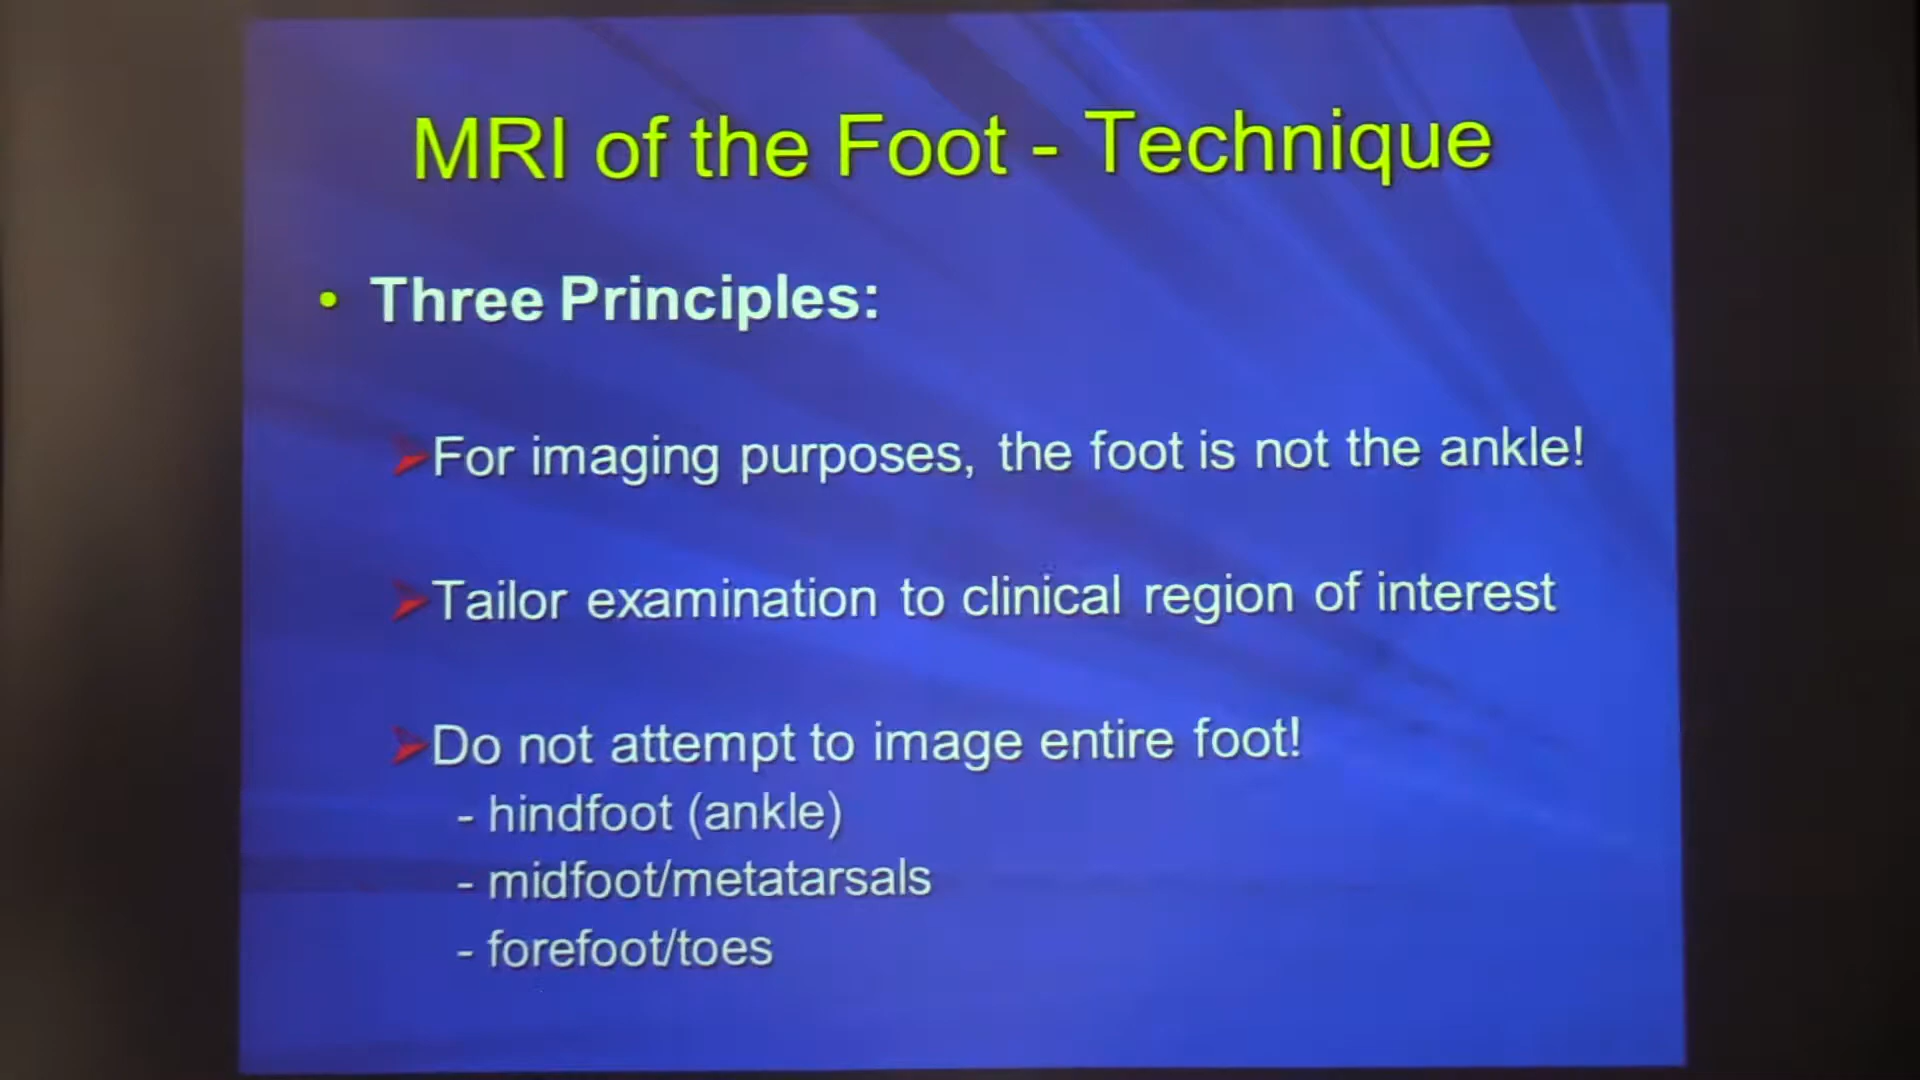 MRI of the Foot - Technique
• Three Principles:
➢For imaging purposes, the foot is not the ankle!
➢Tailor examination to clinical region of interest
➢Do not attempt to image entire foot!
- hindfoot (ankle)
- midfoot/metatarsals
- forefoot/toes